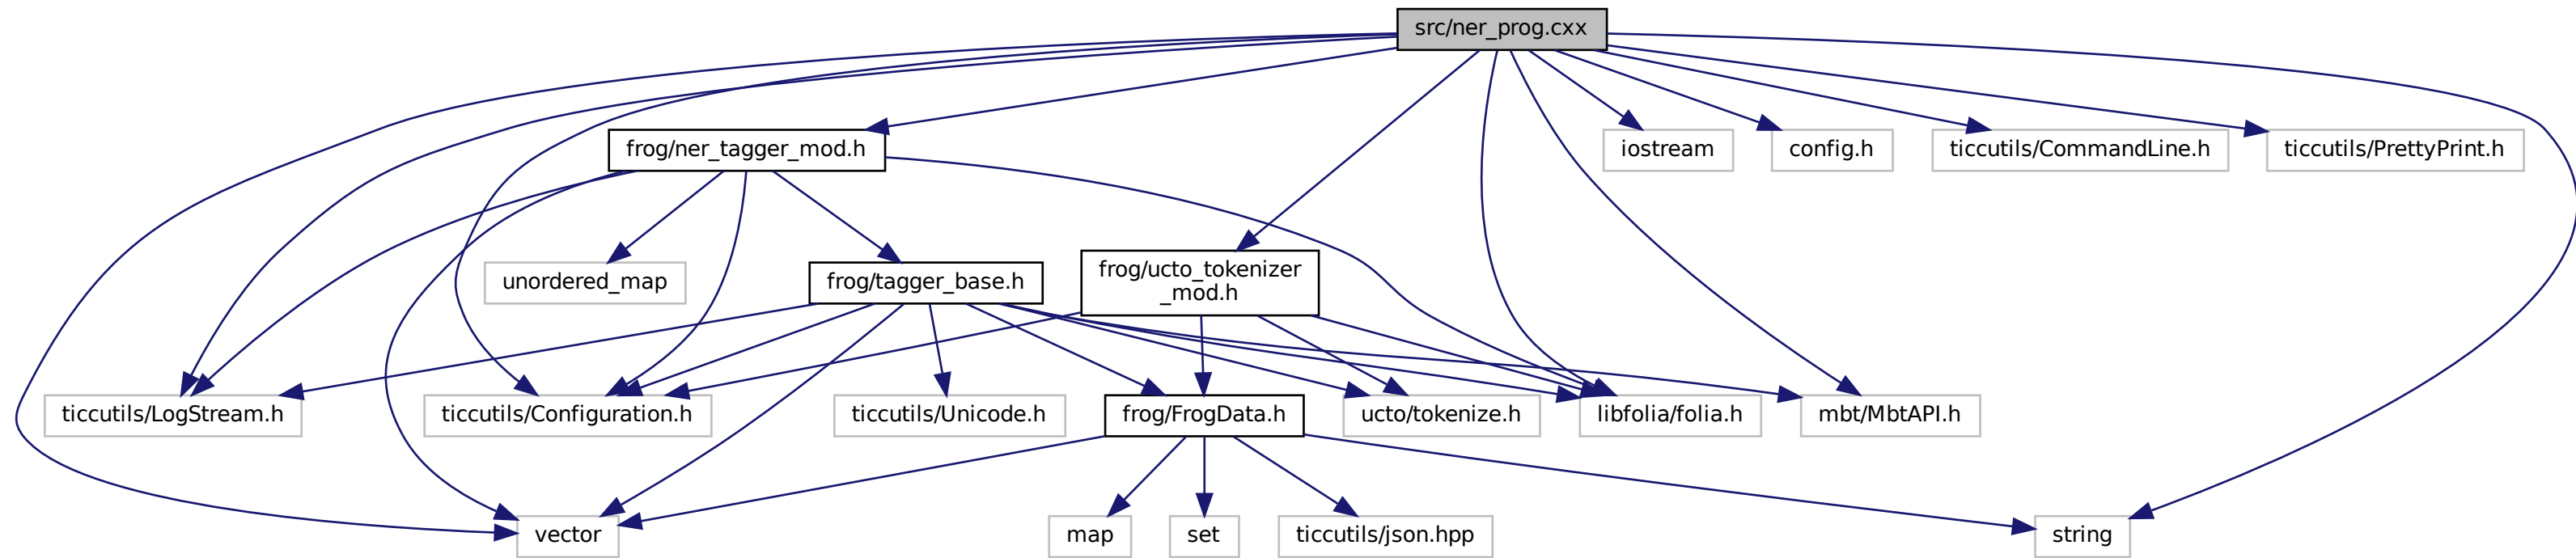 src/ner_prog.cxx
frog/ner_tagger_mod.h
iostream
config.h
ticcutils/CommandLine.h
ticcutils/PrettyPrint.h
unordered_map
frog/tagger_base.h
frog/ucto_tokenizer
_mod.h
ticcutils/LogStream.h
ticcutils/Configuration.h
ticcutils/Unicode.h
frog/FrogData.h
ucto/tokenize.h
libfolia/folia.h
mbt/MbtAPI.h
vector
map
set
ticcutils/json.hpp
string